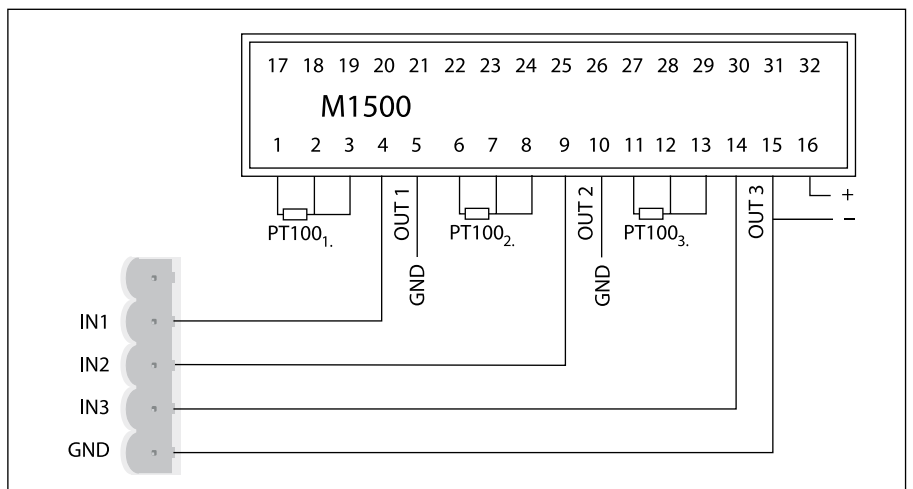 17 18 19 20 21 22 23 24 25 26 27 28 29 30 31 32
M1500
1 2 3 4 5 6 7 8 9 10 11 12 13 14 15 16
OUT 1
OUT 2
OUT 3
+
−
PT100₁.
PT100₂.
PT100₃.
GND
GND
IN1
IN2
IN3
GND